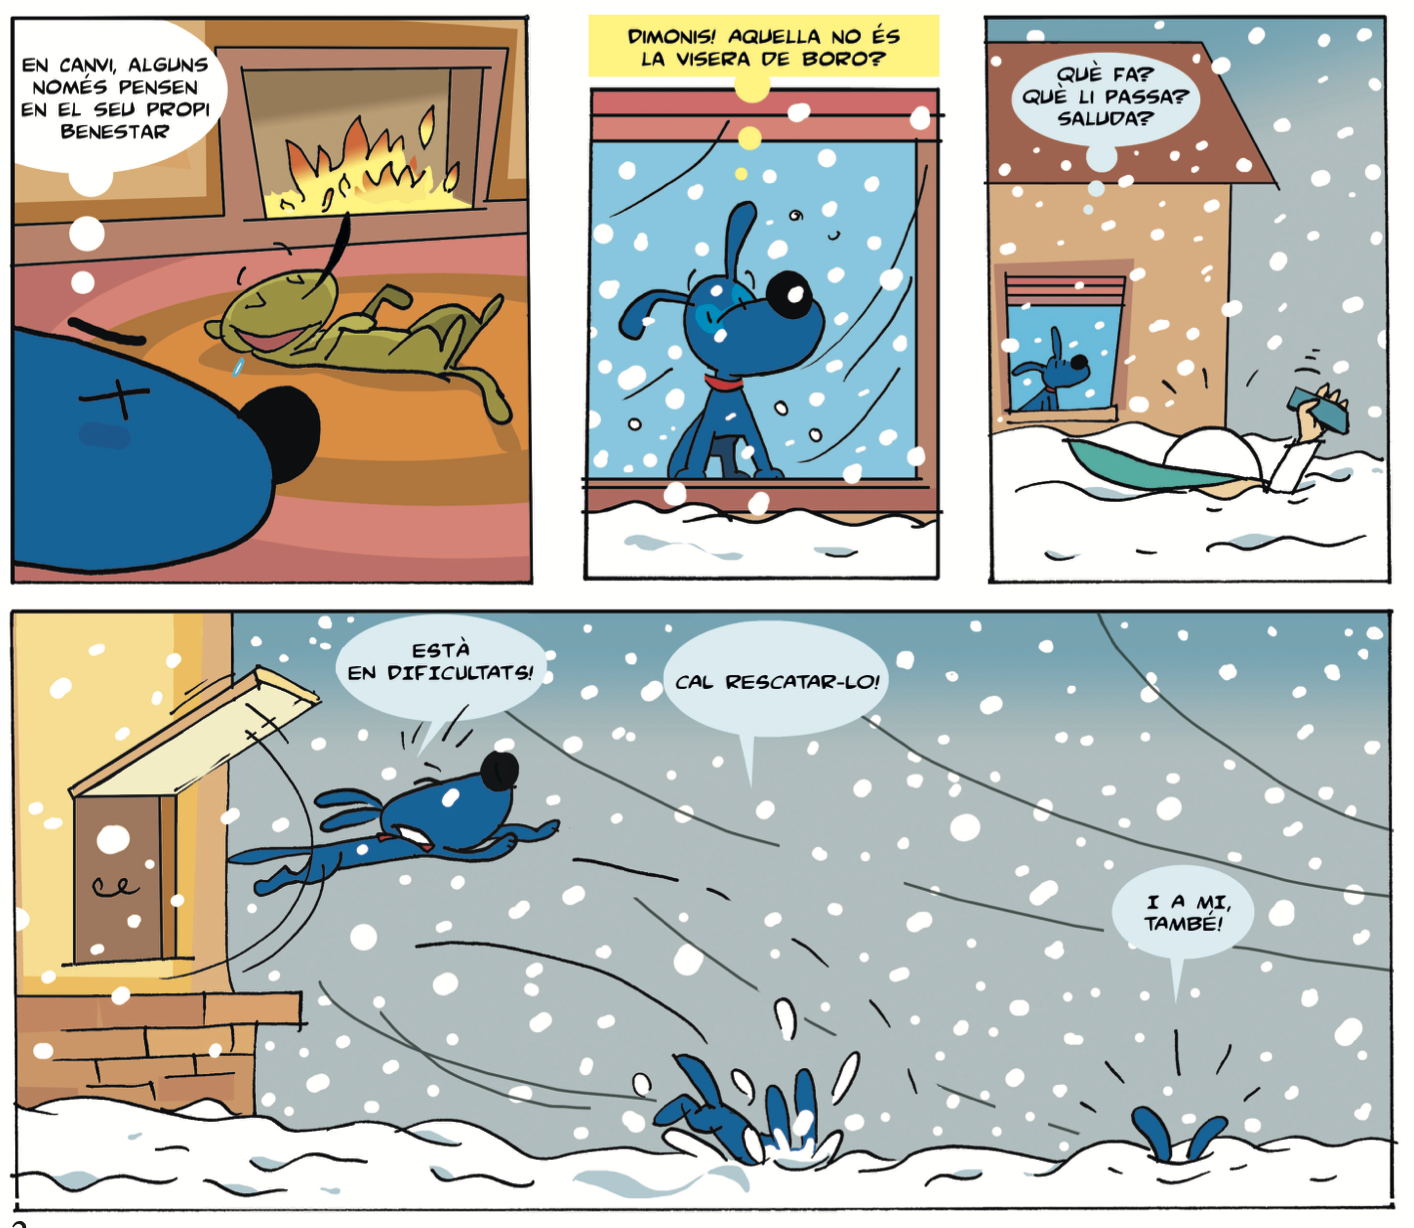 EN CANVI, ALGUNS
NOMÉS PENSEN
EN EL SEU PROPI
BENESTAR
DIMONIS! AQUELLA NO ÉS
LA VISERA DE BORO?
QUÈ FA?
QUÈ LI PASSA?
SALUDA?
ESTÀ
EN DIFICULTATS!
CAL RESCATAR-LO!
I A MI,
TAMBÉ!